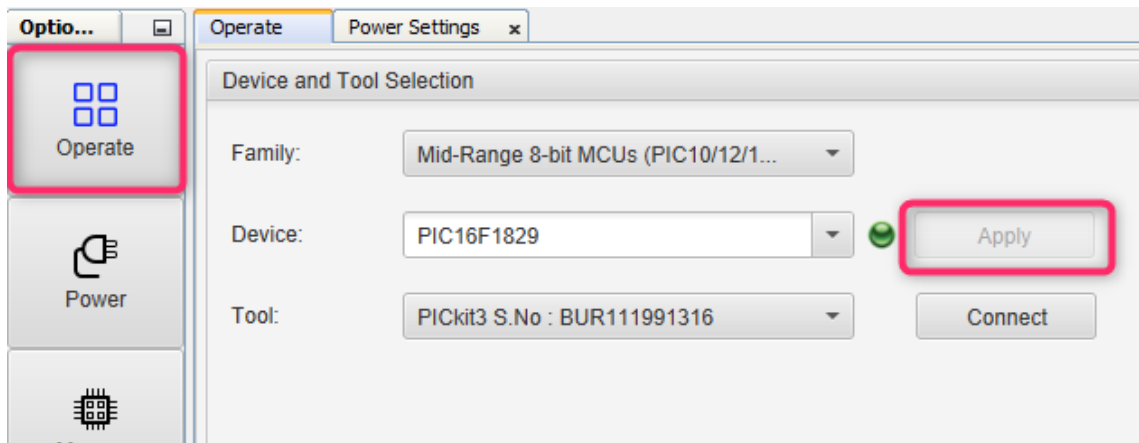 Optio...
Operate
Power Settings x
Operate
Device and Tool Selection
Family: Mid-Range 8-bit MCUs (PIC10/12/1...
Power
Device: PIC16F1829 Apply
Tool: PICkit3 S.No : BUR111991316 Connect